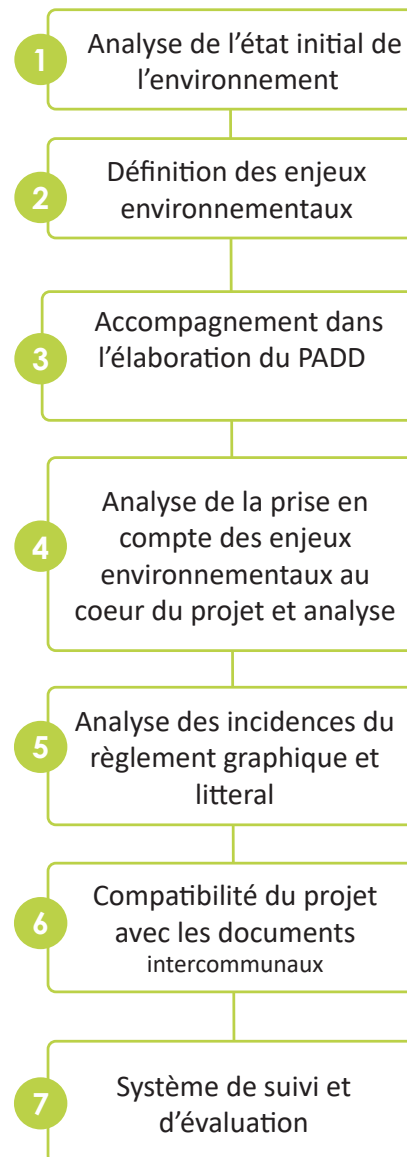 1
Analyse de l’état initial de
l’environnement
2
Définition des enjeux
environnementaux
3
Accompagnement dans
l’élaboration du PADD
4
Analyse de la prise en
compte des enjeux
environnementaux au
coeur du projet et analyse
5
Analyse des incidences du
règlement graphique et
litteral
6
Compatibilité du projet
avec les documents
intercommunaux
7
Système de suivi et
d’évaluation